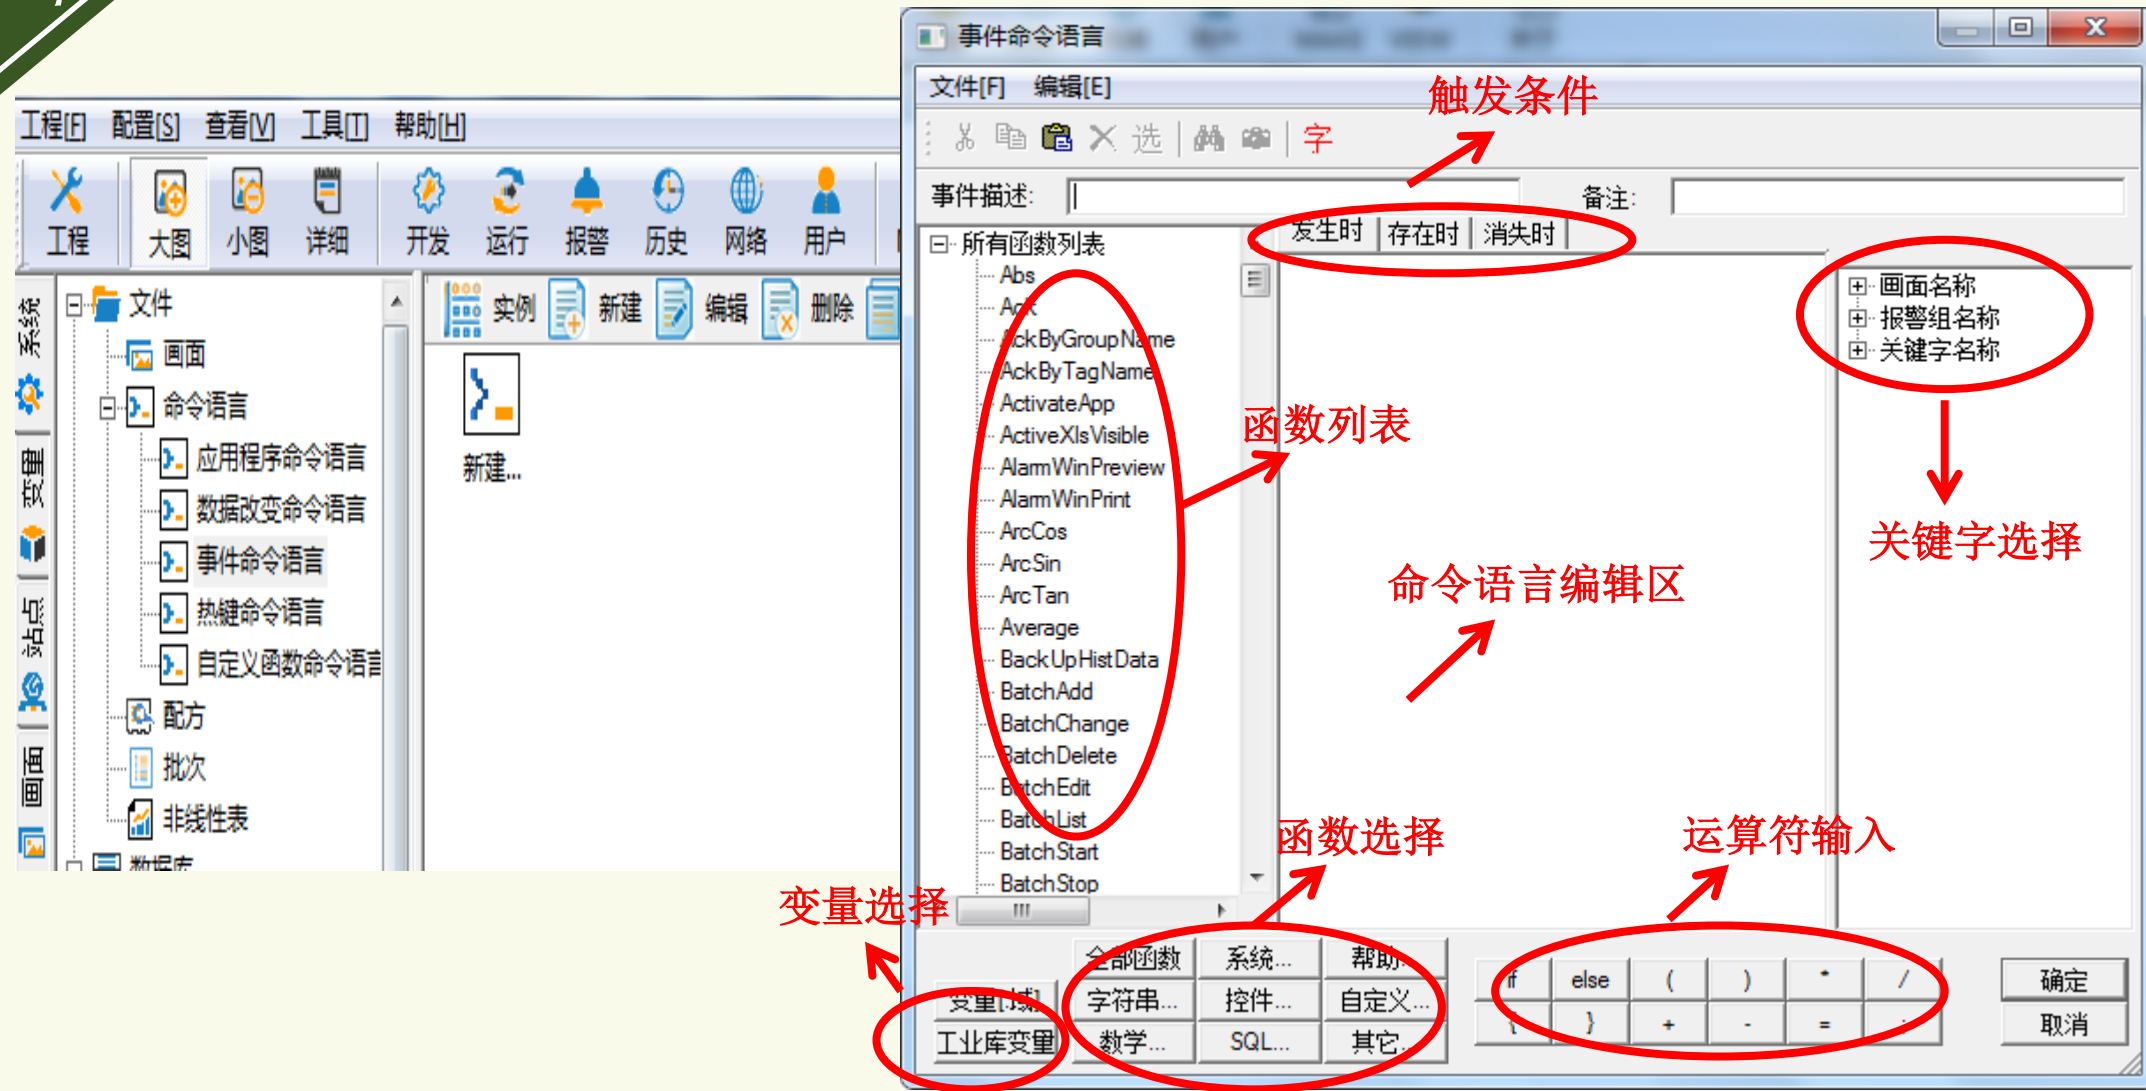 工程[F] 配置[S] 查看[V] 工具[T] 帮助[H]
工程 大图 小图 详细 开发 运行 报警 历史 网络 用户
系统
变量
站点
画面
文件
画面
命令语言
应用程序命令语言
数据改变命令语言
事件命令语言
热键命令语言
自定义函数命令语言
配方
批次
非线性表
数据库
实例 新建 编辑 删除
新建...
事件命令语言
文件[F] 编辑[E]
触发条件
选 字
事件描述: 备注:
发生时 存在时 消失时
所有函数列表
Abs
Ack
AckByGroupName
AckByTagName
ActivateApp
ActiveXIsVisible
AlarmWinPreview
AlarmWinPrint
ArcCos
ArcSin
ArcTan
Average
BackUpHistData
BatchAdd
BatchChange
BatchDelete
BatchEdit
BatchList
BatchStart
BatchStop
函数列表
命令语言编辑区
画面名称
报警组名称
关键字名称
关键字选择
函数选择
运算符输入
变量选择
全部函数 系统... 帮助...
变量[.域] 字符串... 控件... 自定义...
工业库变量 数学... SQL... 其它...
if else ( ) * /
{ } + - = ;
确定
取消